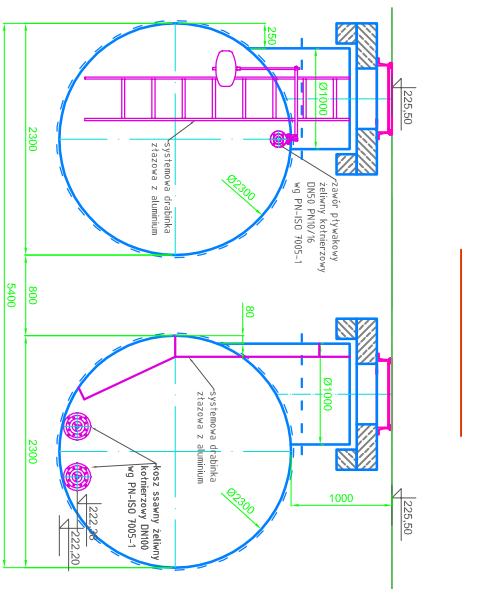 250
225,50
Ø1000
2300
systemowa drabinka
złazowa z aluminium
Ø2300
zawór pływakowy
żeliwny kołnierzowy
DN50 PN10/16
wg PN-ISO 7005-1
5400
800
80
Ø1000
systemowa drabinka
złazowa z aluminium
2300
Ø2300
1000
225,50
kosz ssawny żeliwny
kołnierzowy DN100
wg PN-ISO 7005-1
222,20